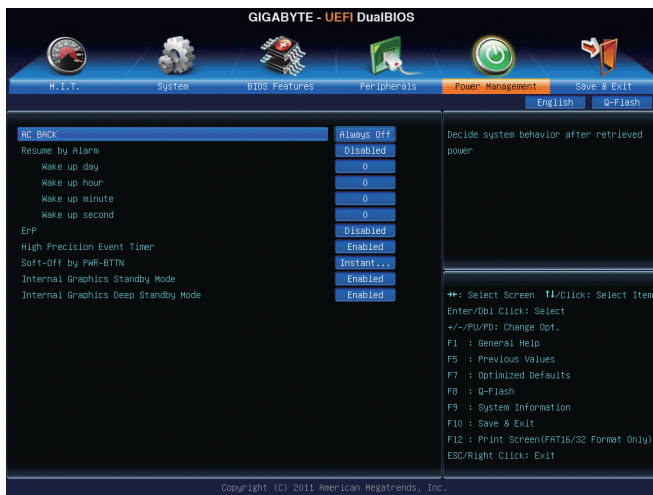 GIGABYTE - UEFI DualBIOS
M.I.T.
System
BIOS Features
Peripherals
Power Management
Save & Exit
English
Q-Flash
AC BACK Always Off
Resume by Alarm Disabled
Wake up day 0
Wake up hour 0
Wake up minute 0
Wake up second 0
ErP Disabled
High Precision Event Timer Enabled
Soft-Off by PWR-BTTN Instant...
Internal Graphics Standby Mode Enabled
Internal Graphics Deep Standby Mode Enabled
Decide system behavior after retrieved
power
→←: Select Screen ↑↓/Click: Select Item
Enter/Dbl Click: Select
+/-/PU/PD: Change Opt.
F1 : General Help
F5 : Previous Values
F7 : Optimized Defaults
F8 : Q-Flash
F9 : System Information
F10 : Save & Exit
F12 : Print Screen(FAT16/32 Format Only)
ESC/Right Click: Exit
Copyright (C) 2011 American Megatrends, Inc.